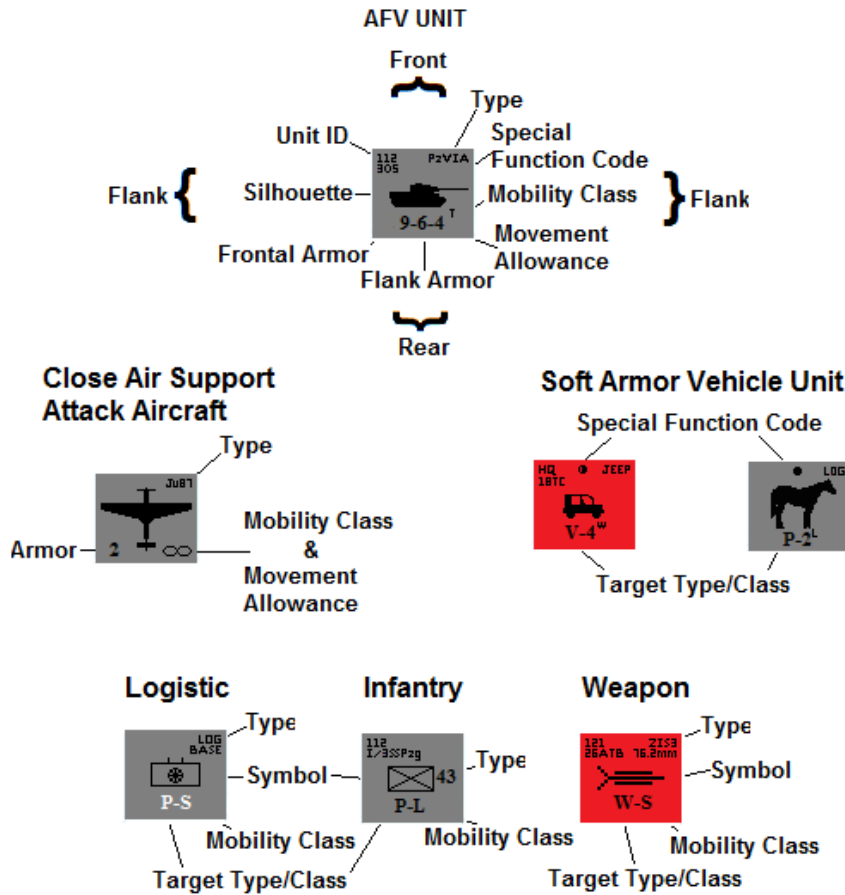 AFV UNIT
Front
Type
Unit ID
Special
Function Code
112
305
PzVIA
Flank
Silhouette
Mobility Class
Flank
T
9-6-4
Frontal Armor
Movement
Allowance
Flank Armor
Rear
Close Air Support
Attack Aircraft
Soft Armor Vehicle Unit
Type
Special Function Code
Ju87
HQ
18TC
JEEP
LOG
Mobility Class
&
Movement
Allowance
Armor
2
V-4 W
P-2 L
Target Type/Class
Logistic
Infantry
Weapon
Type
LOG
BASE
112
I/3SSPzg
Type
121
26ATB
ZIS3
76.2mm
Type
Symbol
43
Symbol
P-S
P-L
W-S
Mobility Class
Mobility Class
Mobility Class
Target Type/Class
Target Type/Class